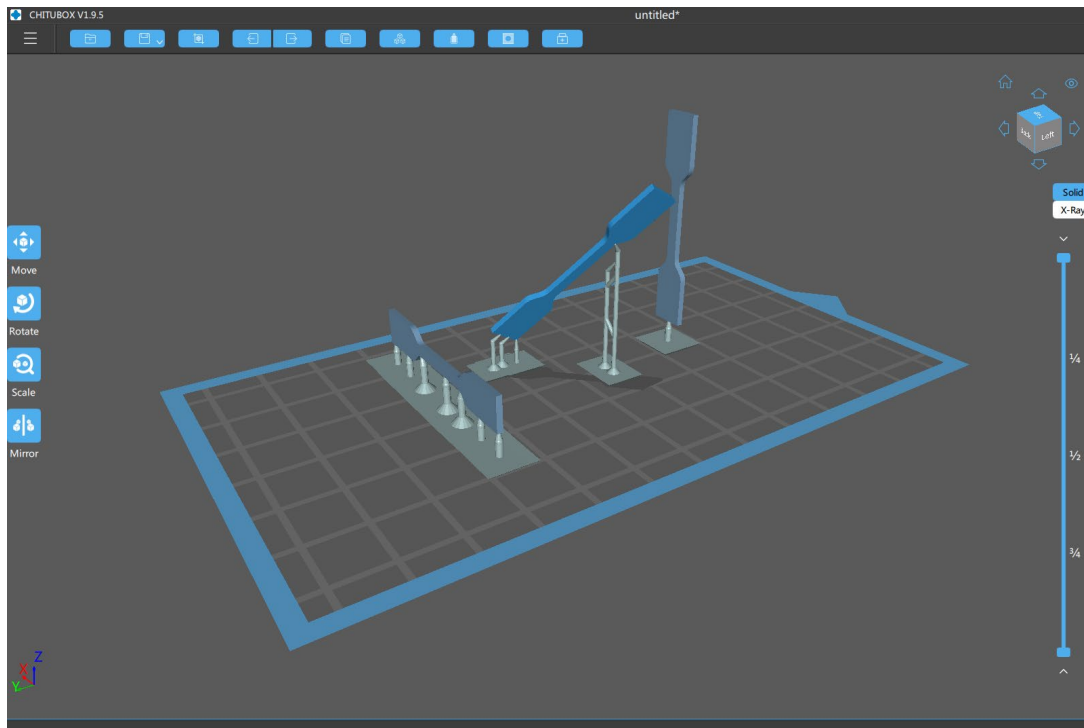 CHITUBOX V1.9.5
untitled*
Left
Solid
X-Ray
Move
Rotate
Scale
Mirror
¼
½
¾
Z
X
Y